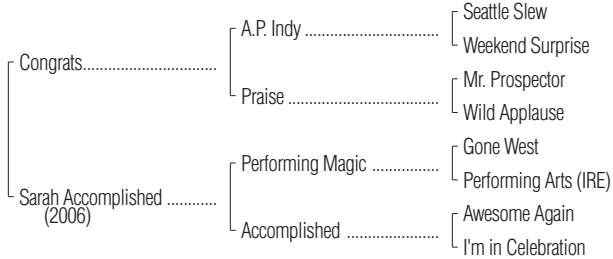 Seattle Slew
A.P. Indy ..............................
Weekend Surprise
Congrats..............................
Mr. Prospector
Praise ..................................
Wild Applause
Gone West
Performing Magic ...............
Performing Arts (IRE)
Sarah Accomplished ...........
(2006)
Awesome Again
Accomplished .....................
I'm in Celebration